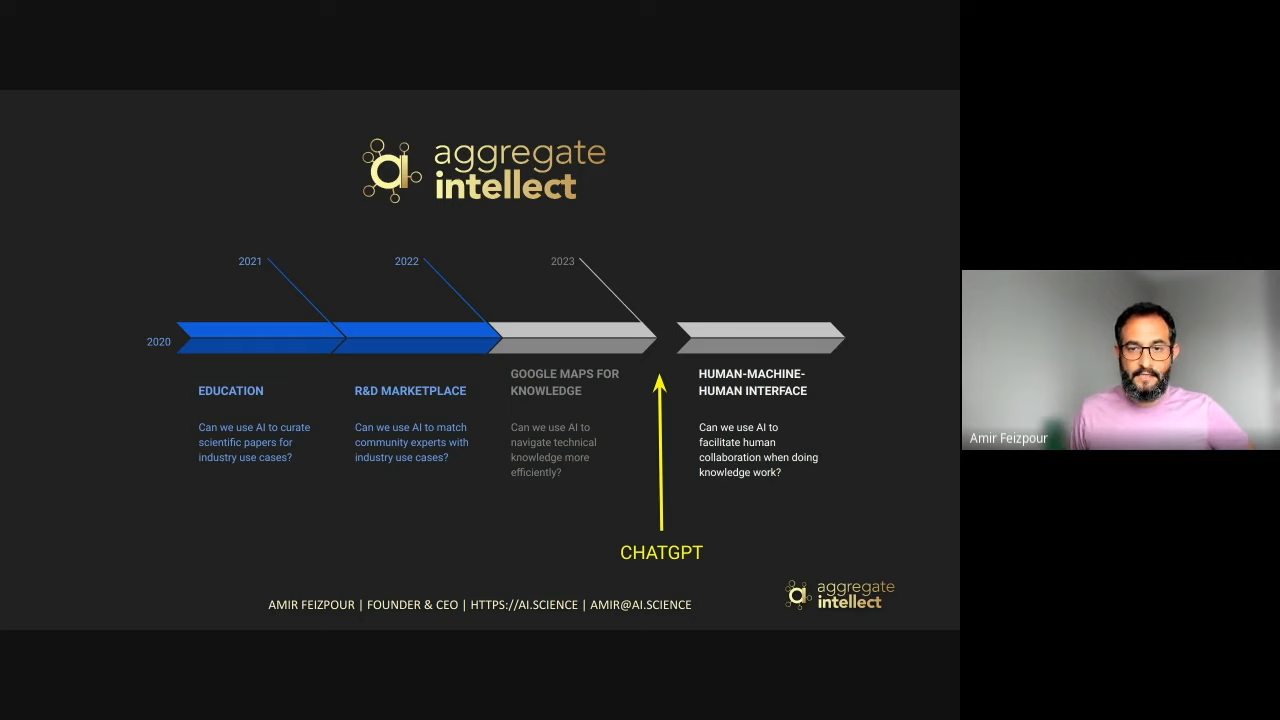 aggregate
intellect
2021
2022
2023
2020
EDUCATION
Can we use AI to curate
scientific papers for
industry use cases?
R&D MARKETPLACE
Can we use AI to match
community experts with
industry use cases?
GOOGLE MAPS FOR
KNOWLEDGE
Can we use AI to
navigate technical
knowledge more
efficiently?
HUMAN-MACHINE-
HUMAN INTERFACE
Can we use AI to
facilitate human
collaboration when doing
knowledge work?
CHATGPT
AMIR FEIZPOUR | FOUNDER & CEO | HTTPS://AI.SCIENCE | AMIR@AI.SCIENCE
aggregate
intellect
Amir Feizpour